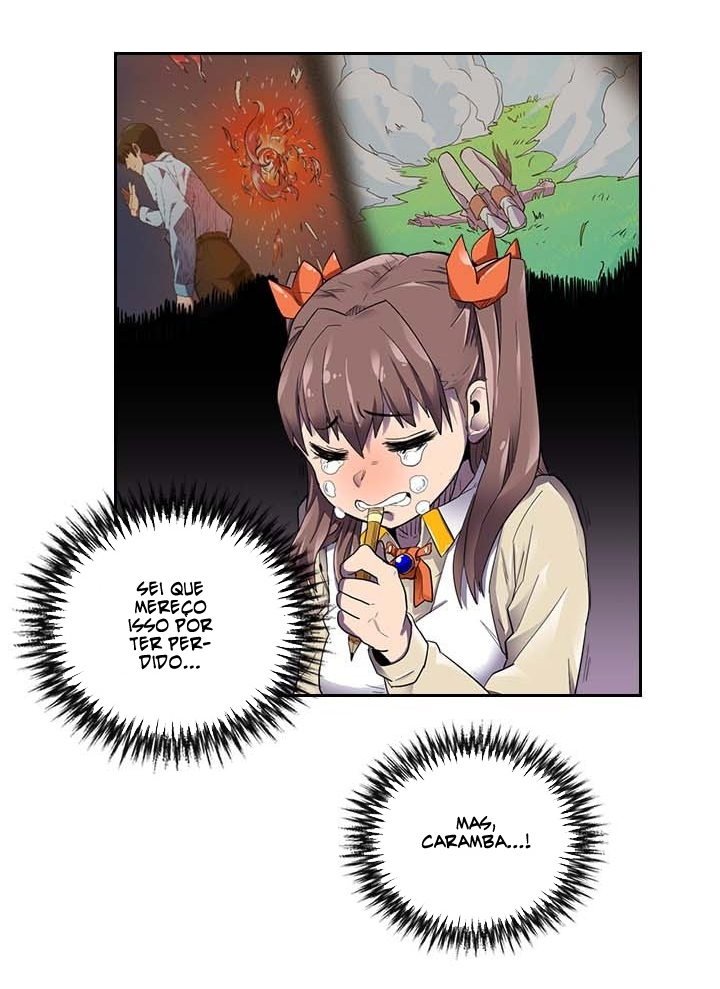 SEI QUE
MEREÇO
ISSO POR
TER PER-
DIDO...
MAS,
CARAMBA...!